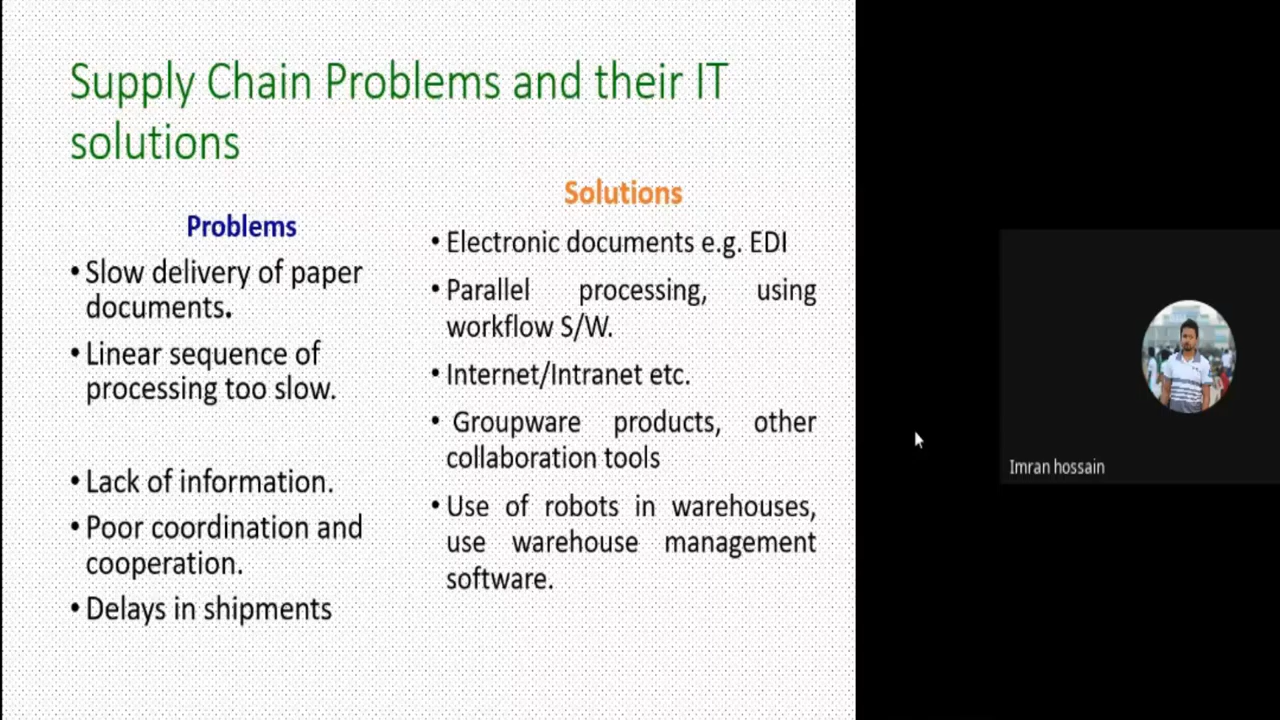 Supply Chain Problems and their IT
solutions
Problems
• Slow delivery of paper
documents.
• Linear sequence of
processing too slow.
• Lack of information.
• Poor coordination and
cooperation.
• Delays in shipments
Solutions
• Electronic documents e.g. EDI
• Parallel processing, using
workflow S/W.
• Internet/Intranet etc.
• Groupware products, other
collaboration tools
• Use of robots in warehouses,
use warehouse management
software.
Imran hossain